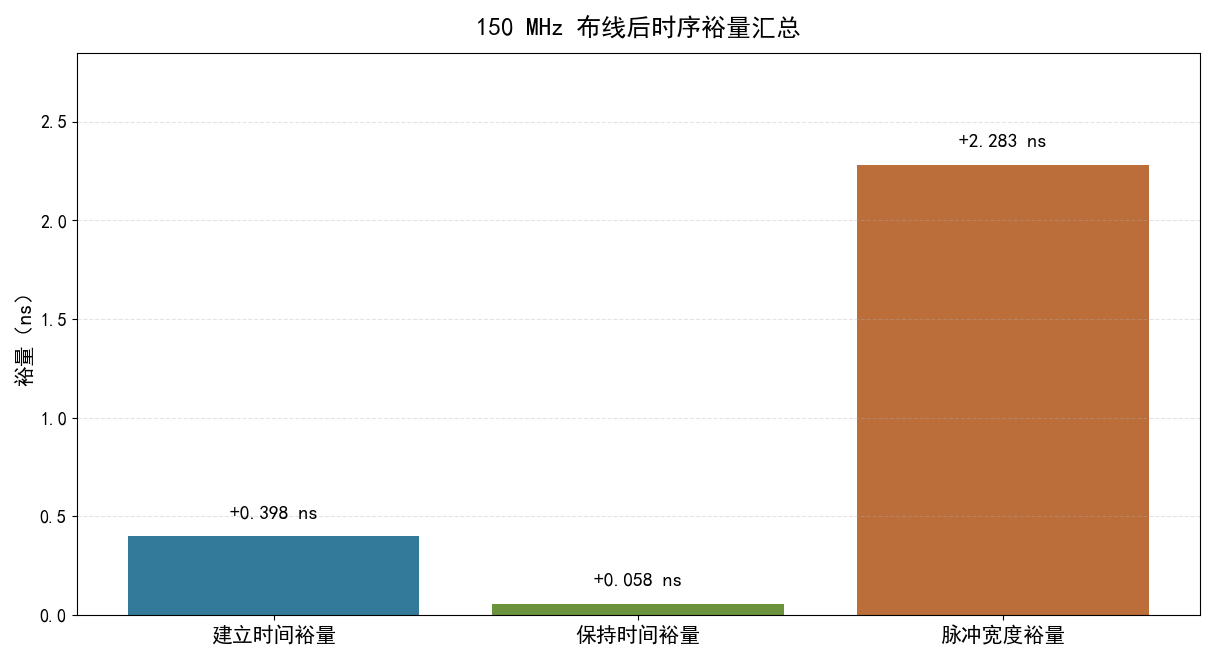 150 MHz 布线后时序裕量汇总
裕量 (ns)
2.5
2.0
1.5
1.0
0.5
0.0
+0.398 ns
+0.058 ns
+2.283 ns
建立时间裕量
保持时间裕量
脉冲宽度裕量